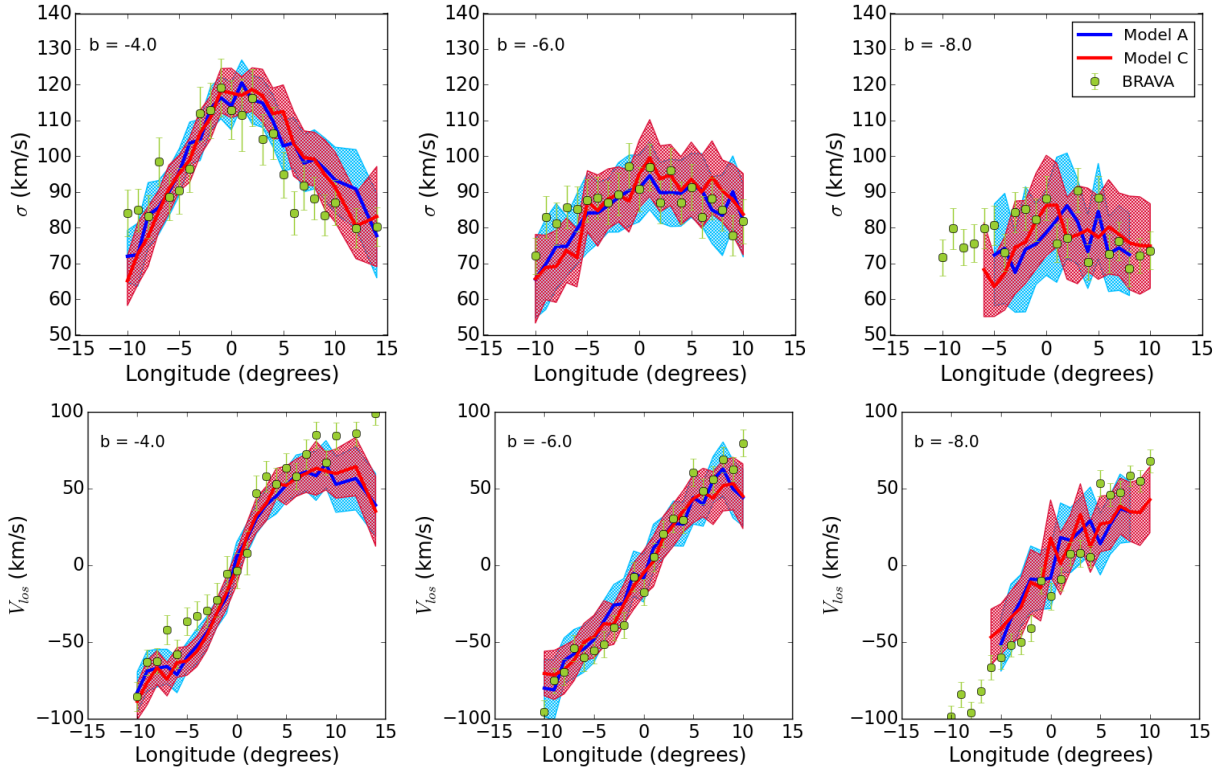 140
130
120
110
100
90
80
70
60
50
σ (km/s)
b = -4.0
−15 −10 −5 0 5 10 15
Longitude (degrees)
140
130
120
110
100
90
80
70
60
50
σ (km/s)
b = -6.0
−15 −10 −5 0 5 10 15
Longitude (degrees)
140
130
120
110
100
90
80
70
60
50
σ (km/s)
b = -8.0
Model A
Model C
BRAVA
−15 −10 −5 0 5 10 15
Longitude (degrees)
100
50
0
−50
−100
V_los (km/s)
b = -4.0
−15 −10 −5 0 5 10 15
Longitude (degrees)
100
50
0
−50
−100
V_los (km/s)
b = -6.0
−15 −10 −5 0 5 10 15
Longitude (degrees)
100
50
0
−50
−100
V_los (km/s)
b = -8.0
−15 −10 −5 0 5 10 15
Longitude (degrees)